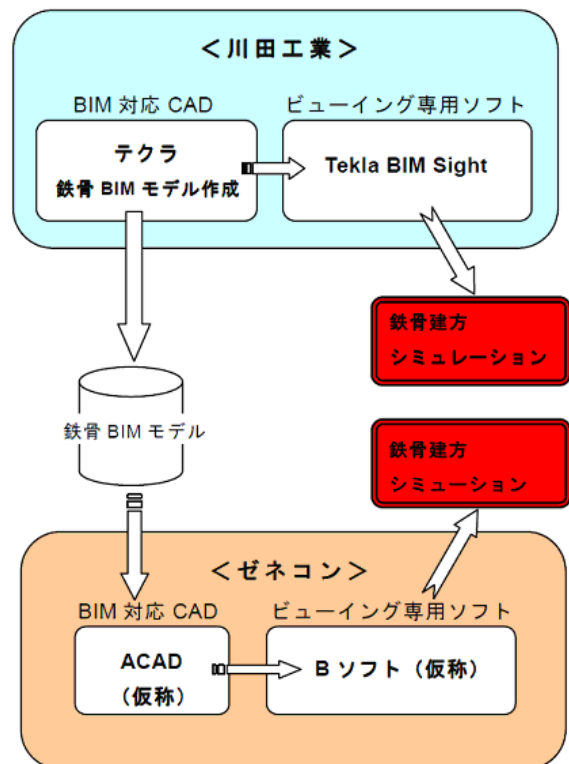 ＜川田工業＞
BIM 対応 CAD
ビューイング専用ソフト
テクラ
鉄骨 BIM モデル作成
Tekla BIM Sight
鉄骨建方
シミュレーション
鉄骨 BIM モデル
鉄骨建方
シミューション
＜ゼネコン＞
BIM 対応 CAD
ビューイング専用ソフト
ACAD
（仮称）
B ソフト（仮称）